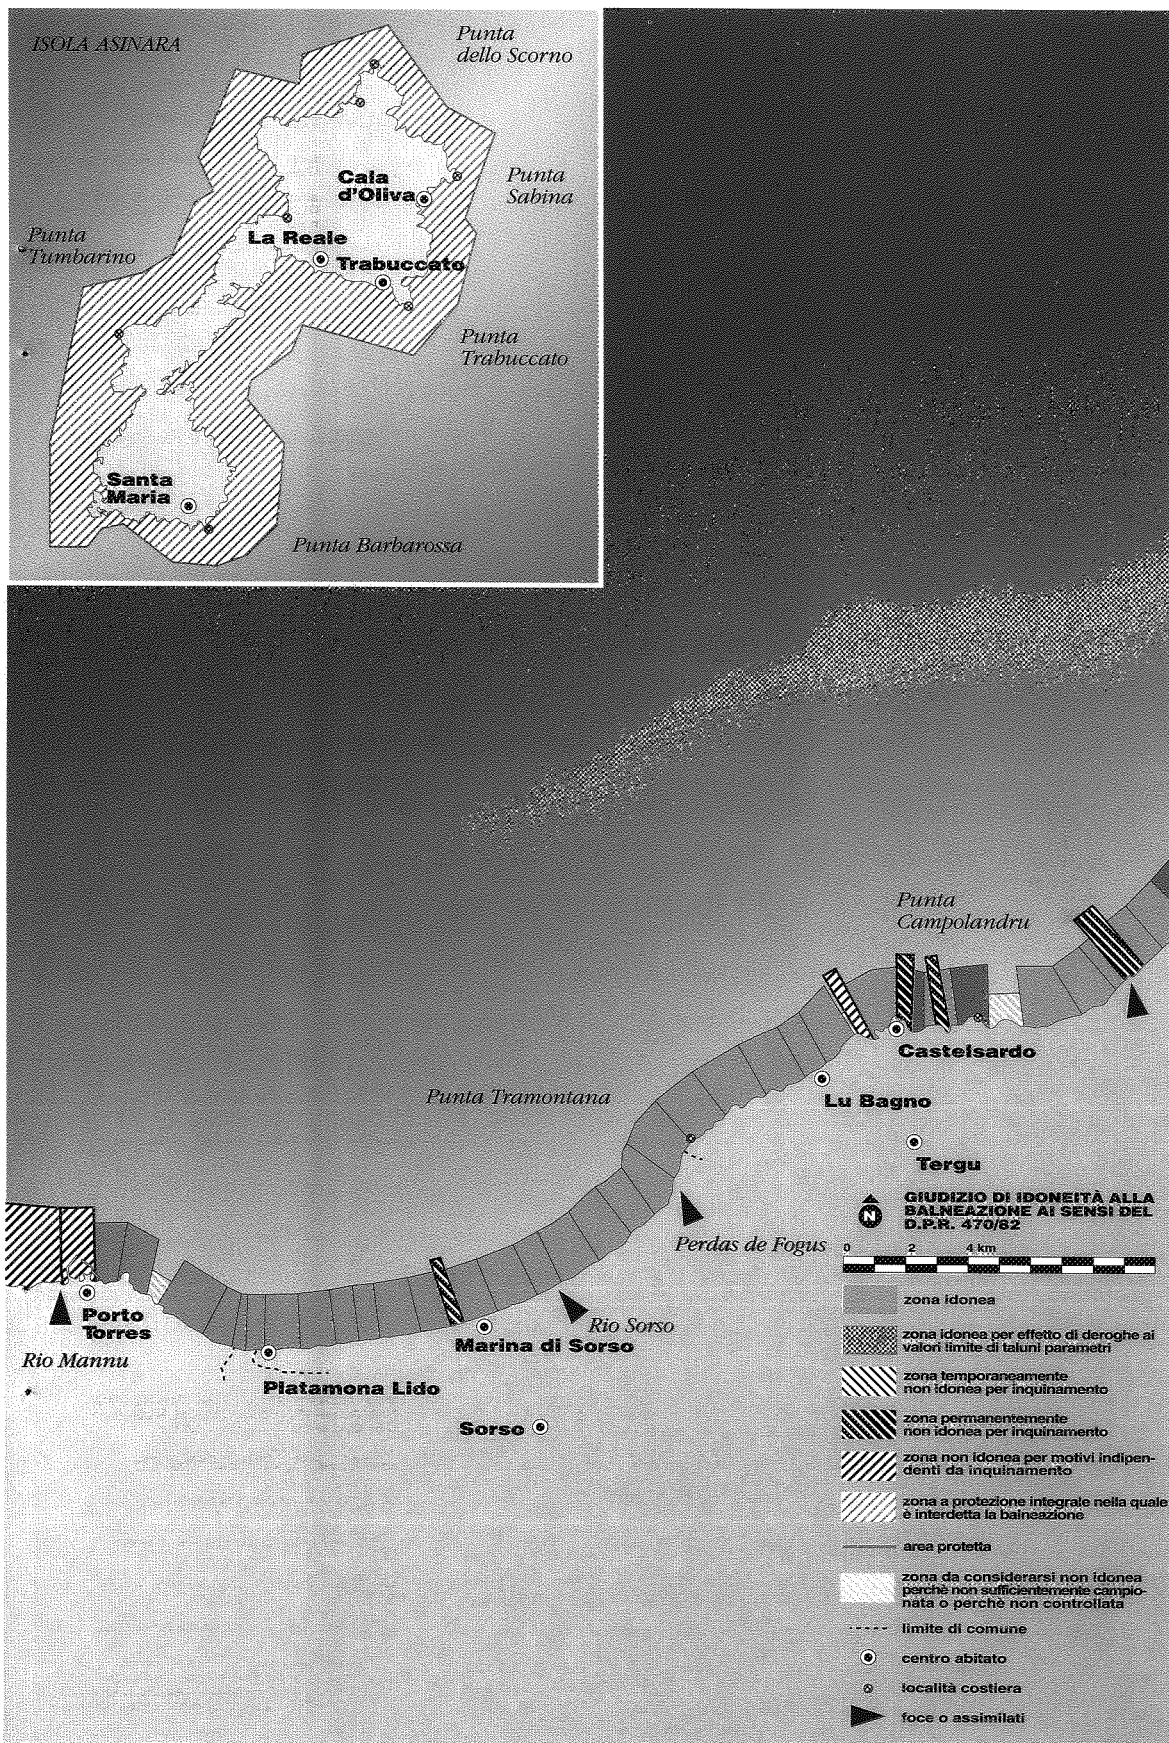 ISOLA ASINARA
Punta
dello Scorno
Cala
d'Oliva
Punta
Sabina
Punta
Tumbarino
La Reale
Trabuccato
Punta
Trabuccato
Santa
Maria
Punta Barbarossa
Punta
Campolandru
Castelsardo
Punta Tramontana
Lu Bagno
Tergu
Perdas de Fogus
Porto
Torres
Rio Mannu
Rio Sorso
Marina di Sorso
Platamona Lido
Sorso
N
GIUDIZIO DI IDONEITÀ ALLA
BALNEAZIONE AI SENSI DEL
D.P.R. 470/82
0 2 4 km
zona idonea
zona idonea per effetto di deroghe ai
valori limite di taluni parametri
zona temporaneamente
non idonea per inquinamento
zona permanentemente
non idonea per inquinamento
zona non idonea per motivi indipen-
denti da inquinamento
zona a protezione integrale nella quale
è interdetta la balneazione
area protetta
zona da considerarsi non idonea
perchè non sufficientemente campio-
nata o perchè non controllata
limite di comune
centro abitato
località costiera
foce o assimilati